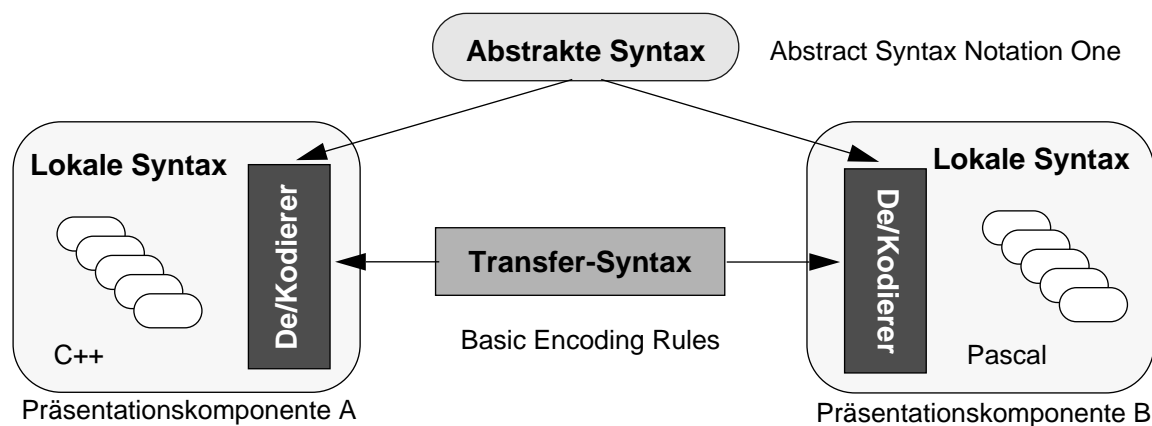 Abstrakte Syntax
Abstract Syntax Notation One
Lokale Syntax
De/Kodierer
C++
Präsentationskomponente A
Transfer-Syntax
Basic Encoding Rules
Lokale Syntax
De/Kodierer
Pascal
Präsentationskomponente B